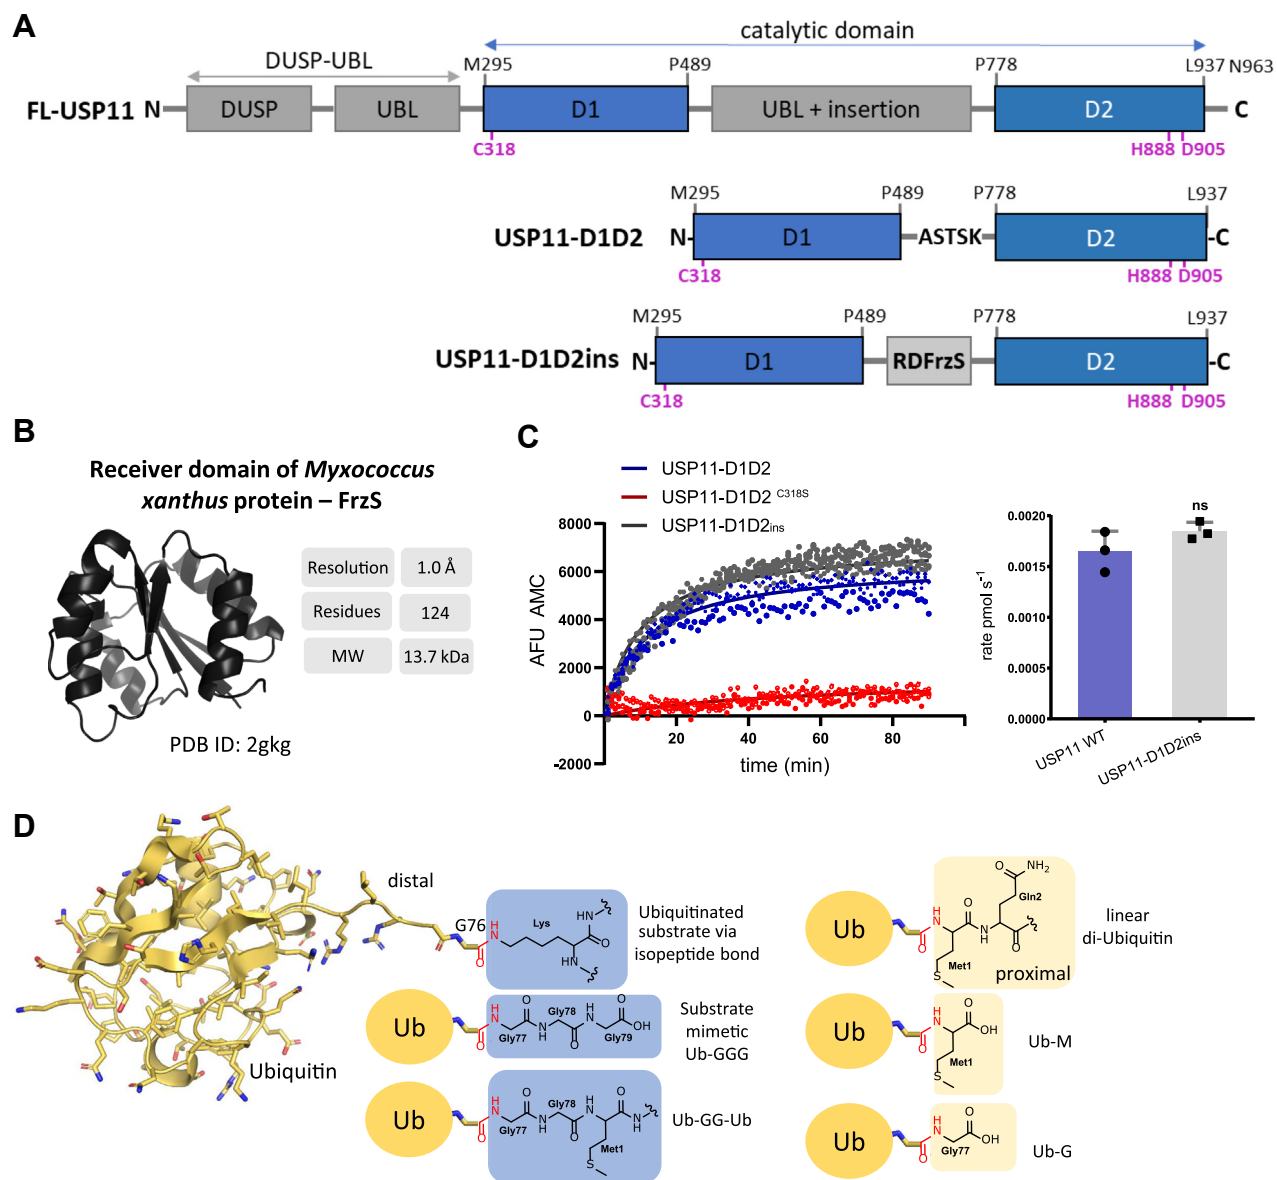 A
catalytic domain
DUSP-UBL
M295
P489
P778
L937 N963
FL-USP11 N
DUSP
UBL
D1
UBL + insertion
D2
C
C318
H888 D905
M295
P489
P778
L937
USP11-D1D2 N-
D1
ASTSK
D2
-C
C318
H888 D905
M295
P489
P778
L937
USP11-D1D2ins N-
D1
RDFrzS
D2
-C
C318
H888 D905
B
Receiver domain of Myxococcus
xanthus protein – FrzS
Resolution 1.0 Å
Residues 124
MW 13.7 kDa
PDB ID: 2gkg
C
USP11-D1D2
USP11-D1D2 C318S
USP11-D1D2ins
8000
6000
4000
2000
0
-2000
AFU AMC
20 40 60 80
time (min)
ns
0.0020
0.0015
0.0010
0.0005
0.0000
rate pmol s⁻¹
USP11 WT
USP11-D1D2ins
D
distal
G76
Ubiquitin
HN
Lys
H
N
O
O
HN
Ubiquitinated
substrate via
isopeptide bond
Ub
H
N
O
Gly77
O
N
H
Gly78
O
H
N
Gly79
O
OH
Substrate
mimetic
Ub-GGG
Ub
H
N
O
Gly77
O
N
H
Gly78
O
H
N
Met1
S
O
N
H
Ub-GG-Ub
Ub
H
N
O
Met1
S
O
N
H
O
NH₂
Gln2
O
proximal
linear
di-Ubiquitin
Ub
H
N
O
Met1
S
O
OH
Ub-M
Ub
H
N
O
Gly77
O
OH
Ub-G